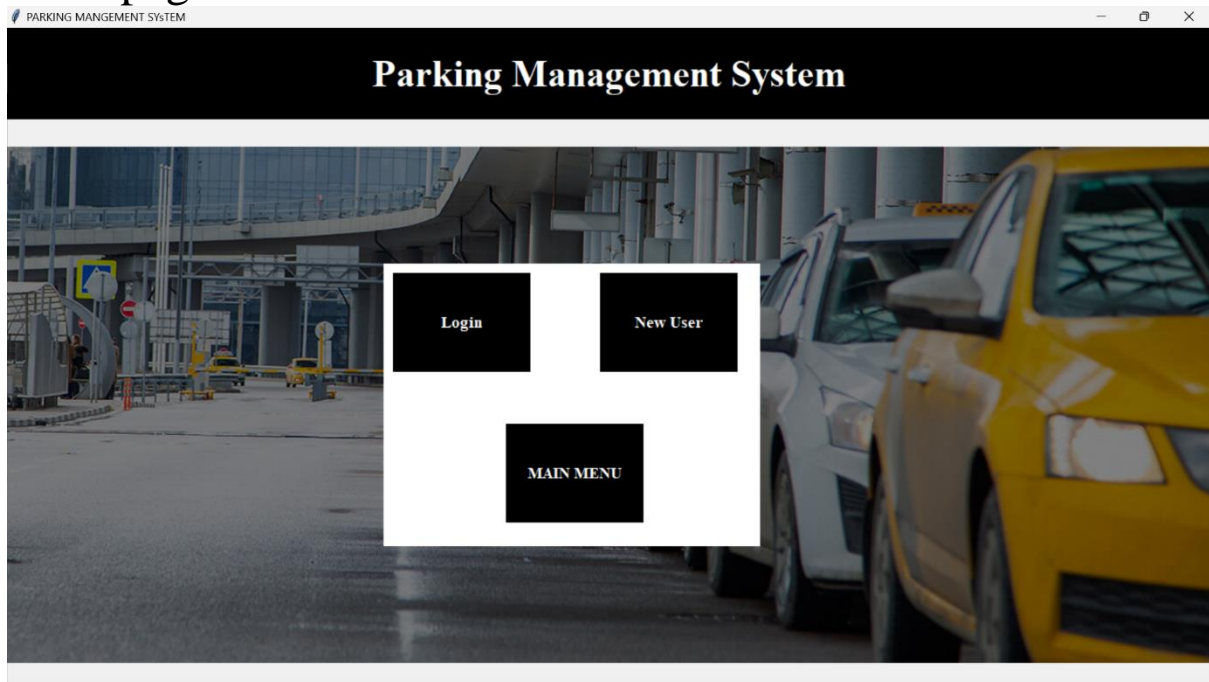 PARKING MANGEMENT SYsTEM
Parking Management System
Login
New User
MAIN MENU